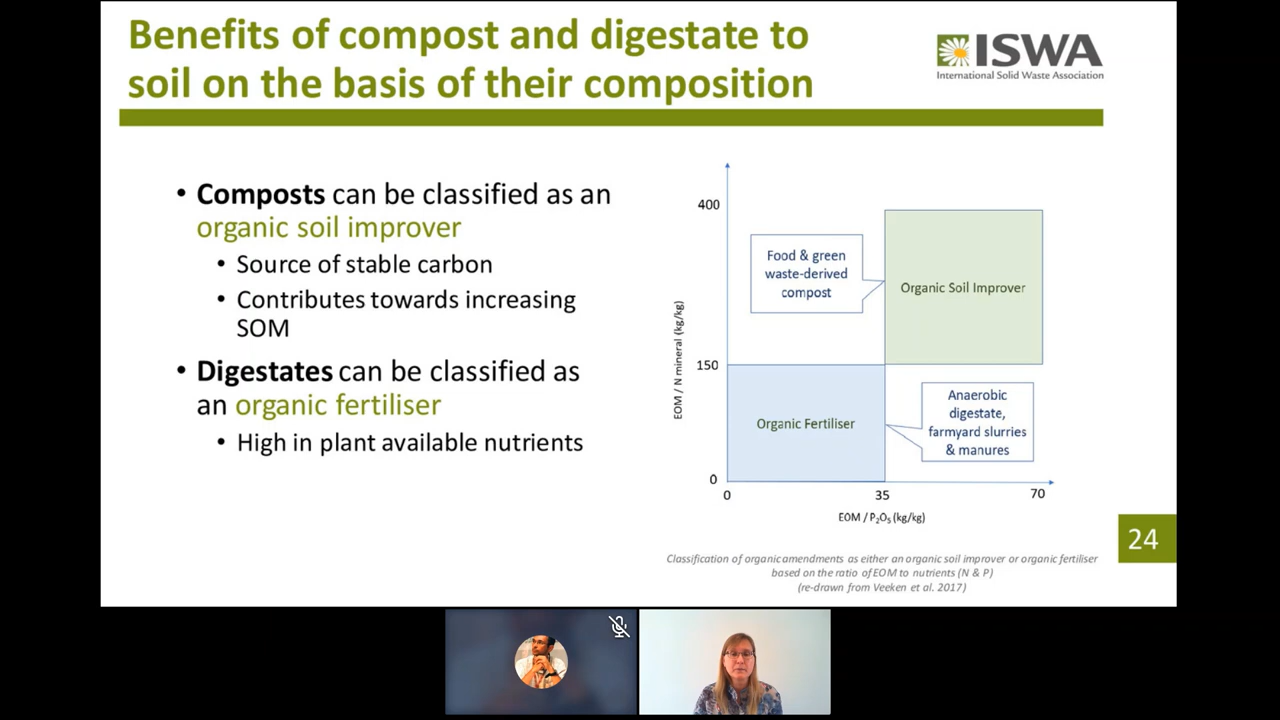 Benefits of compost and digestate to
soil on the basis of their composition
ISWA
International Solid Waste Association
• Composts can be classified as an
organic soil improver
• Source of stable carbon
• Contributes towards increasing
SOM
• Digestates can be classified as
an organic fertiliser
• High in plant available nutrients
400
Food & green
waste-derived
compost
Organic Soil Improver
EOM / N mineral (kg/kg)
150
Anaerobic
digestate,
farmyard slurries
& manures
Organic Fertiliser
0
0
35
70
EOM / P₂O₅ (kg/kg)
24
Classification of organic amendments as either an organic soil improver or organic fertiliser
based on the ratio of EOM to nutrients (N & P)
(re-drawn from Veeken et al. 2017)